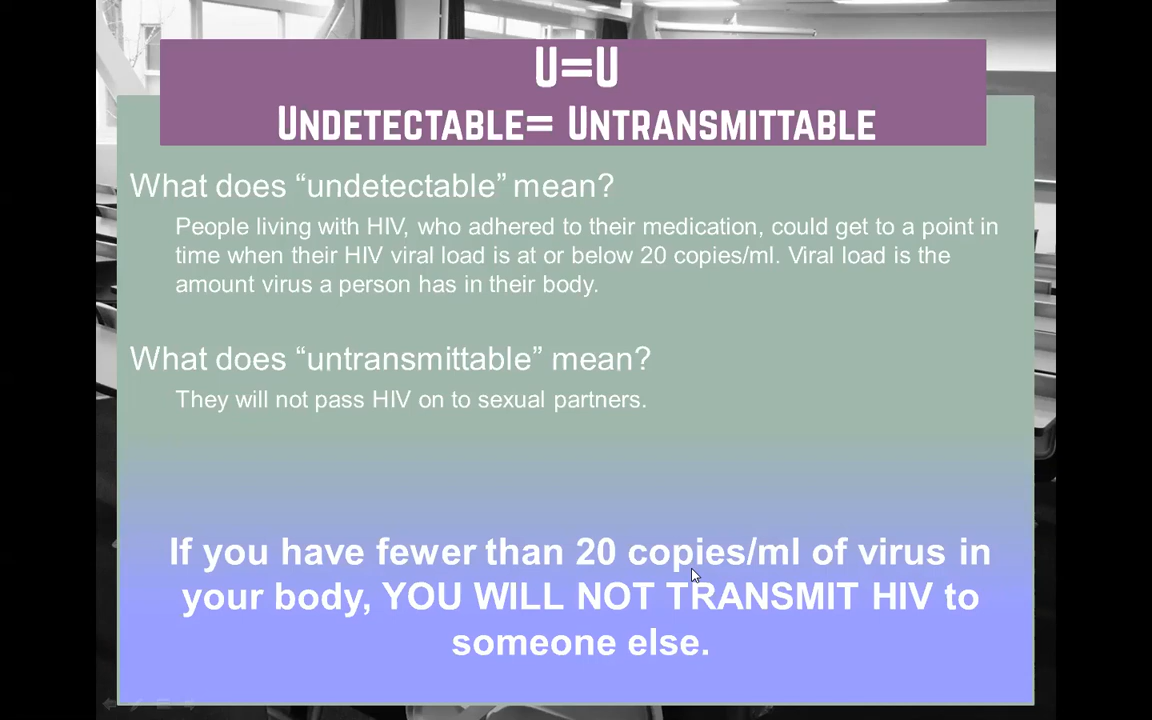 U=U
UNDETECTABLE= UNTRANSMITTABLE
What does “undetectable” mean?
People living with HIV, who adhered to their medication, could get to a point in
time when their HIV viral load is at or below 20 copies/ml. Viral load is the
amount virus a person has in their body.
What does “untransmittable” mean?
They will not pass HIV on to sexual partners.
If you have fewer than 20 copies/ml of virus in
your body, YOU WILL NOT TRANSMIT HIV to
someone else.